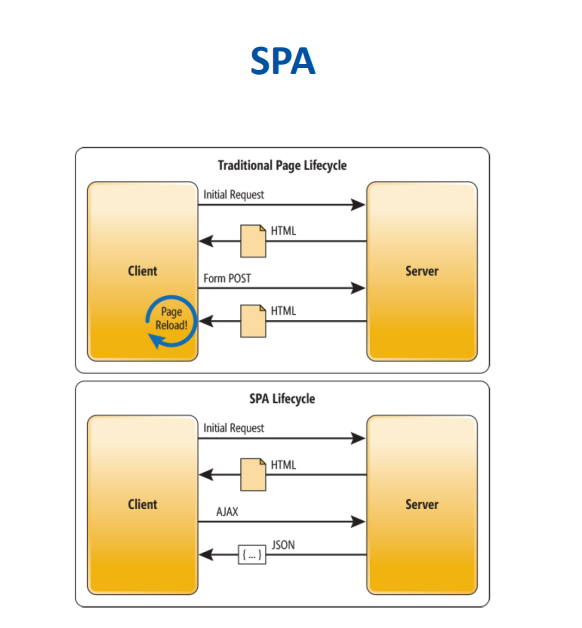 SPA
Traditional Page Lifecycle
Initial Request
HTML
Client
Server
Form POST
HTML
Page
Reload!
SPA Lifecycle
Initial Request
HTML
Client
Server
AJAX
JSON
{ ... }